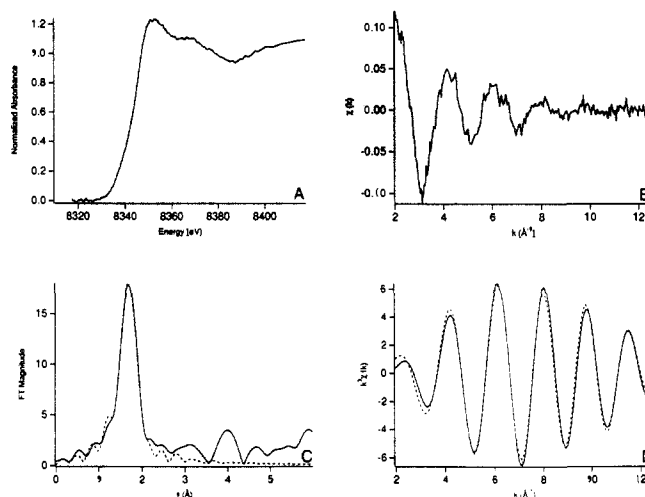 1.2
1.0
0.8
0.6
0.4
0.2
0.0
Normalized Absorbance
8320 8340 8360 8380 8400
Energy [eV]
A
0.10
0.05
0.00
-0.05
-0.10
χ (k)
2 4 6 8 10 12
k (Å⁻¹)
15
10
5
0
FT Magnitude
0 1 2 3 4 5
(Å)
C
6
4
2
0
-2
-4
-6
k³χ(k)
2 4 6 8 10 12